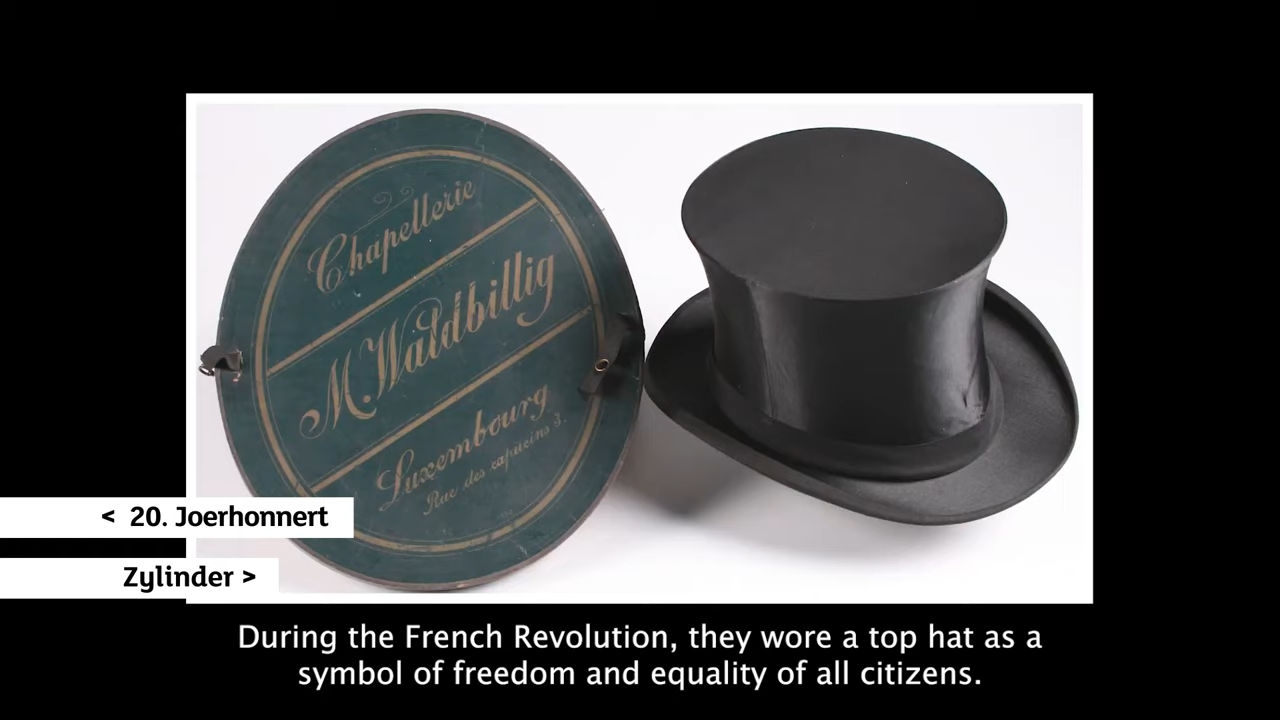 Chapellerie
M. Waldbillig
Luxembourg
Rue des capucins 3.
< 20. Joerhonnert
Zylinder >
During the French Revolution, they wore a top hat as a
symbol of freedom and equality of all citizens.